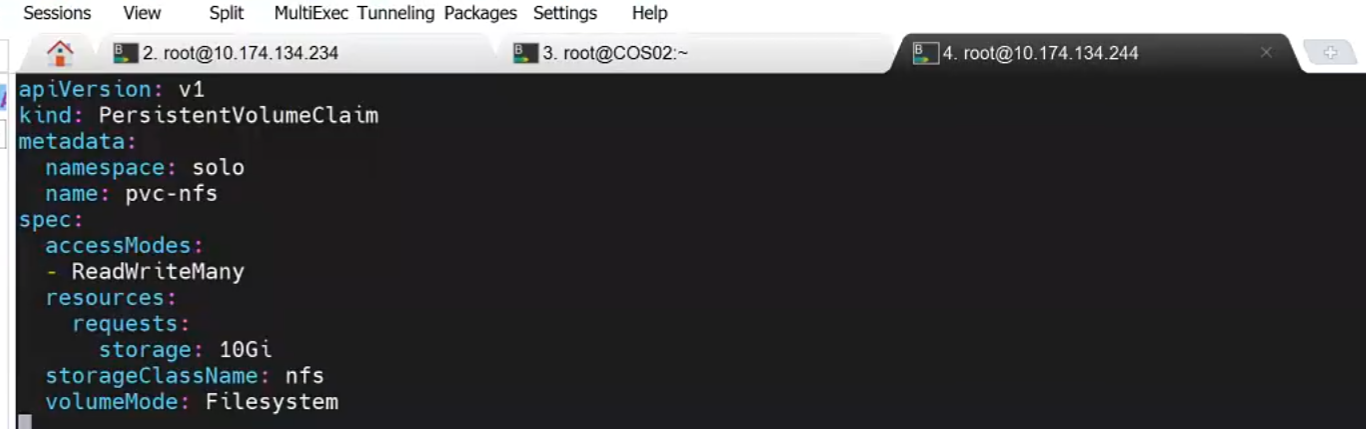 Sessions View Split MultiExec Tunneling Packages Settings Help
2. root@10.174.134.234 3. root@COS02:~ 4. root@10.174.134.244
apiVersion: v1
kind: PersistentVolumeClaim
metadata:
  namespace: solo
  name: pvc-nfs
spec:
  accessModes:
  - ReadWriteMany
  resources:
    requests:
      storage: 10Gi
  storageClassName: nfs
  volumeMode: Filesystem